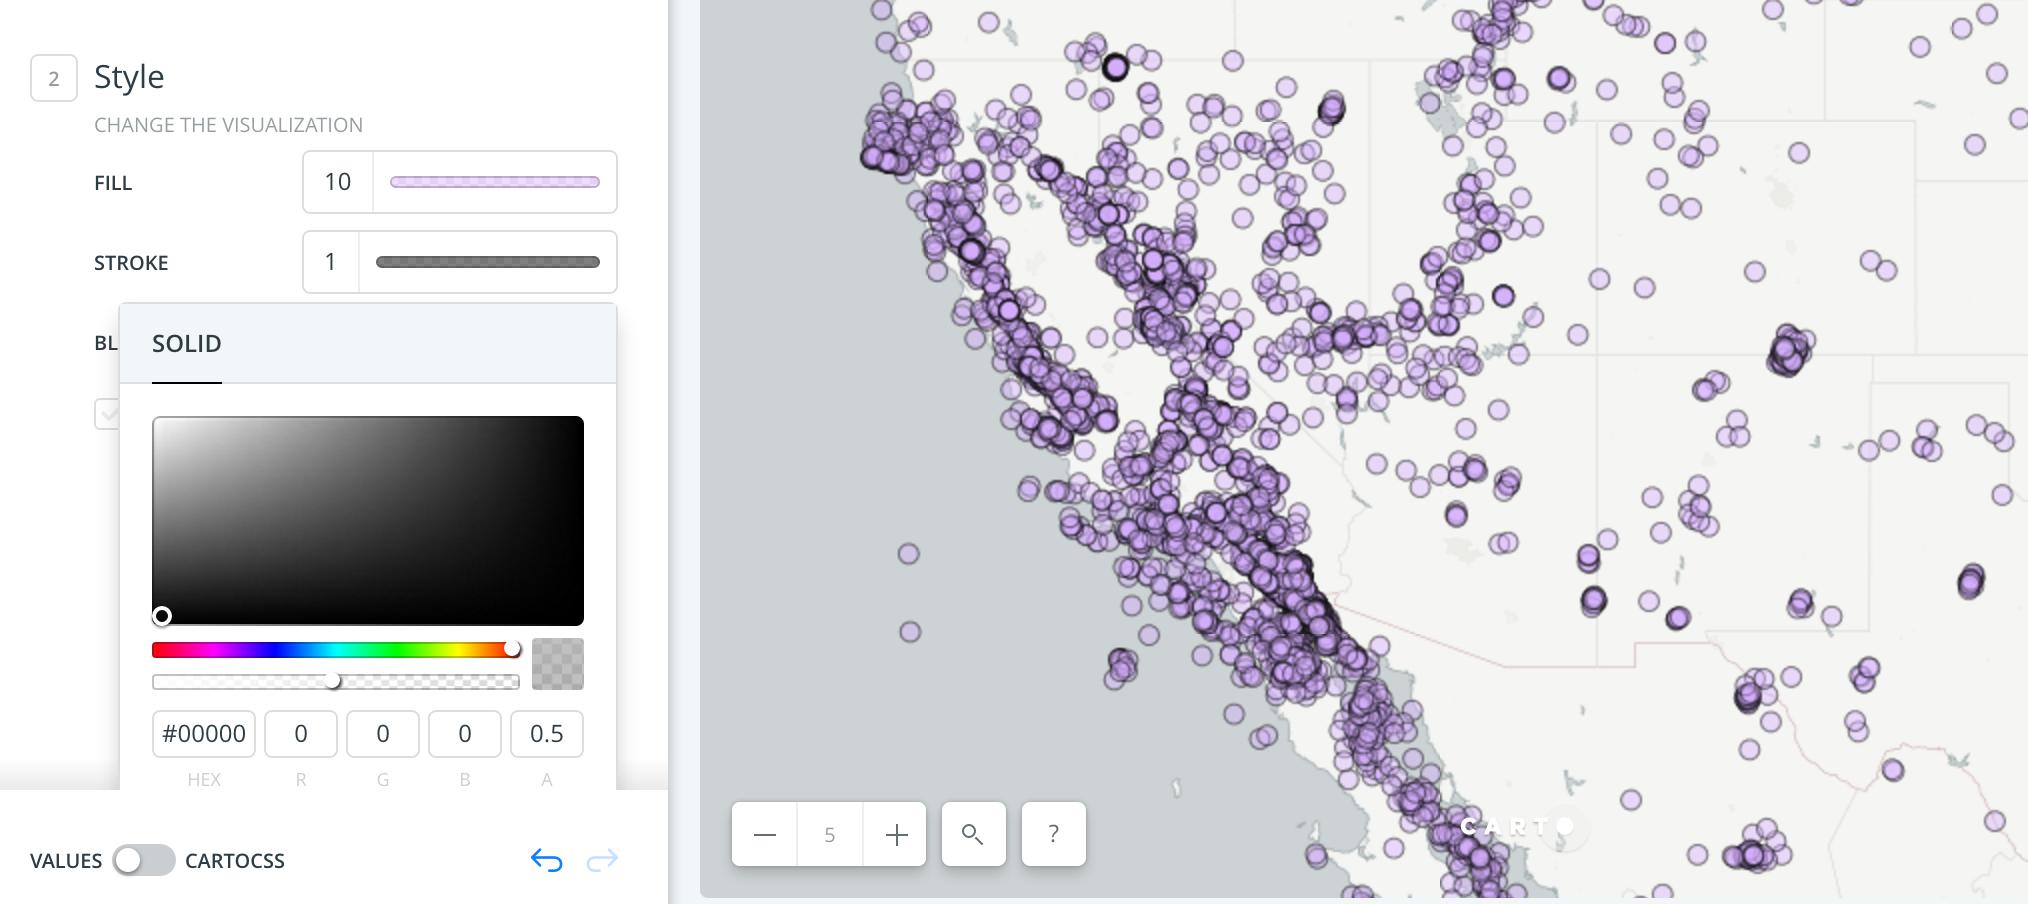 2 Style
CHANGE THE VISUALIZATION
FILL 10
STROKE 1
BL
SOLID
#00000 0 0 0 0.5
HEX R G B A
VALUES CARTOCSS
5 ?
CARTO